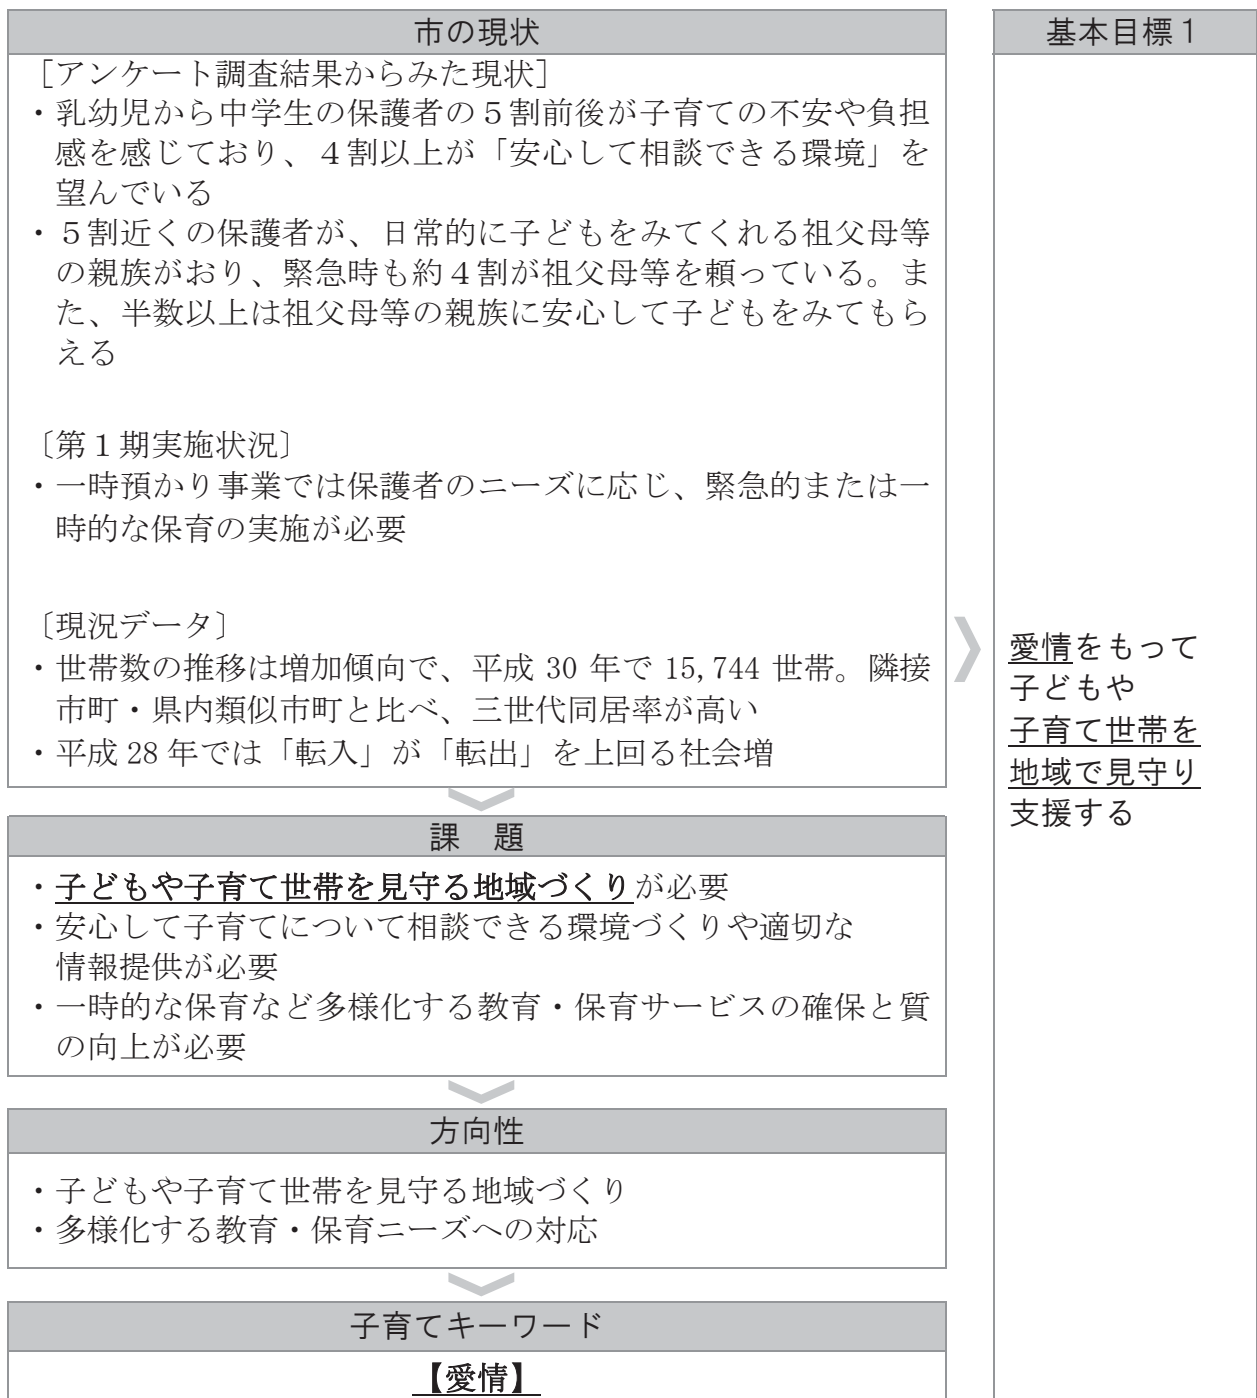 市の現状
［アンケート調査結果からみた現状］
・乳幼児から中学生の保護者の５割前後が子育ての不安や負担
感を感じており、４割以上が「安心して相談できる環境」を
望んでいる
・５割近くの保護者が、日常的に子どもをみてくれる祖父母等
の親族がおり、緊急時も約４割が祖父母等を頼っている。ま
た、半数以上は祖父母等の親族に安心して子どもをみてもら
える
〔第１期実施状況〕
・一時預かり事業では保護者のニーズに応じ、緊急的または一
時的な保育の実施が必要
〔現況データ〕
・世帯数の推移は増加傾向で、平成 30 年で 15,744 世帯。隣接
市町・県内類似市町と比べ、三世代同居率が高い
・平成 28 年では「転入」が「転出」を上回る社会増
課　題
・子どもや子育て世帯を見守る地域づくりが必要
・安心して子育てについて相談できる環境づくりや適切な
情報提供が必要
・一時的な保育など多様化する教育・保育サービスの確保と質
の向上が必要
方向性
・子どもや子育て世帯を見守る地域づくり
・多様化する教育・保育ニーズへの対応
子育てキーワード
【愛情】
基本目標１
愛情をもって
子どもや
子育て世帯を
地域で見守り
支援する